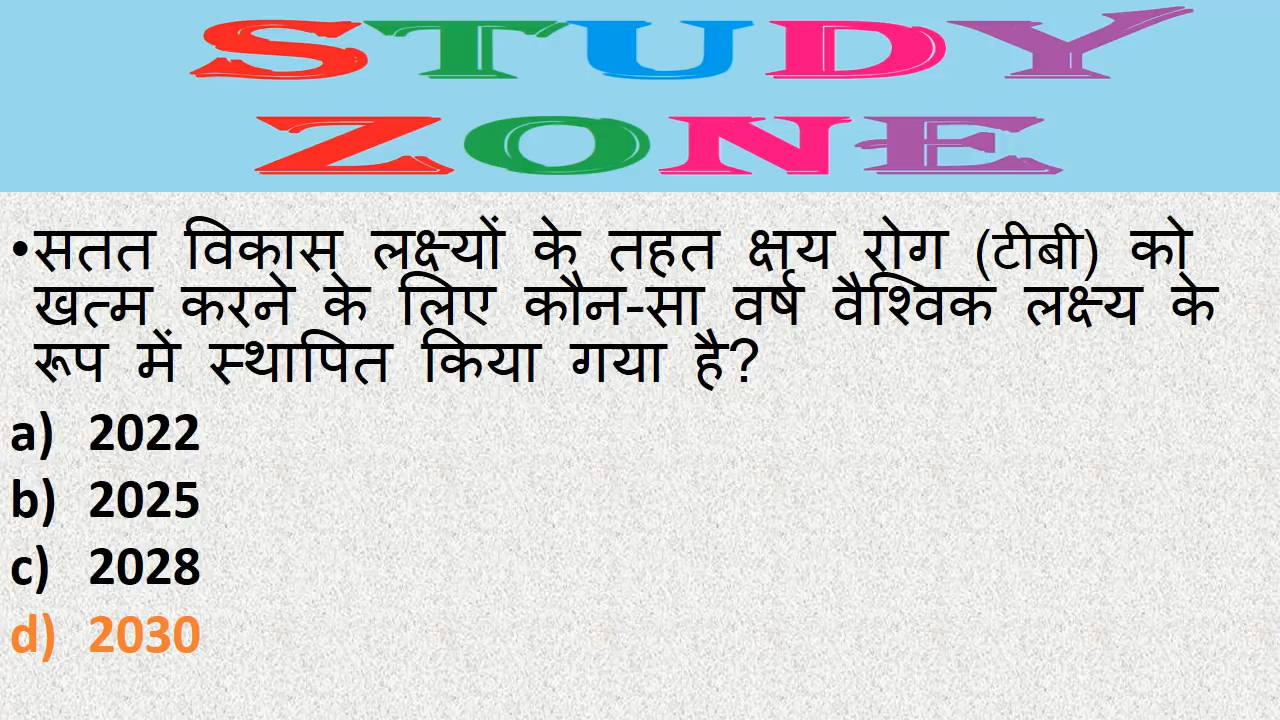 STUDY
ZONE
•सतत विकास लक्ष्यों के तहत क्षय रोग (टीबी) को
खत्म करने के लिए कौन-सा वर्ष वैश्विक लक्ष्य के
रूप में स्थापित किया गया है?
a) 2022
b) 2025
c) 2028
d) 2030